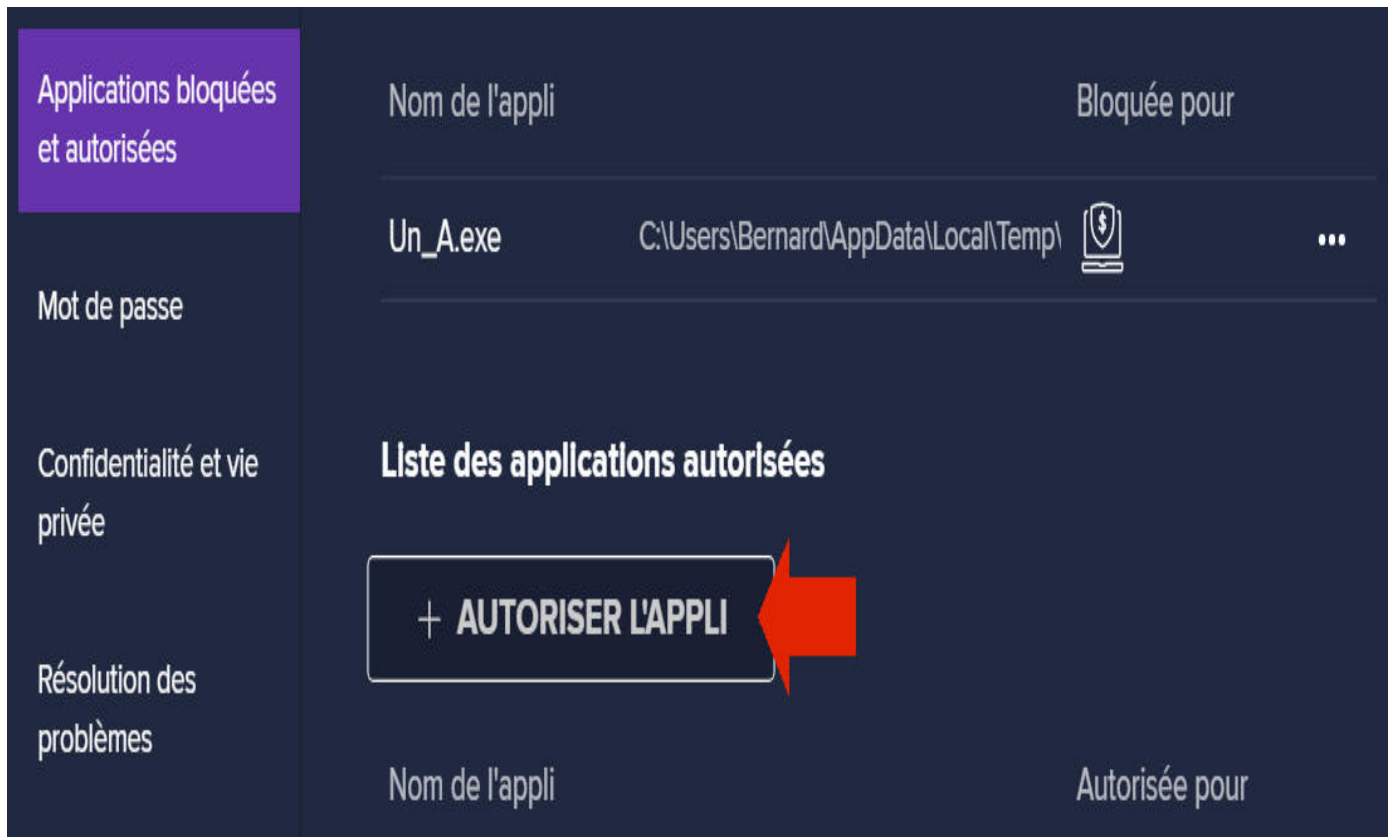 Applications bloquées
et autorisées
Mot de passe
Confidentialité et vie
privée
Résolution des
problèmes
Nom de l'appli Bloquée pour
Un_A.exe C:\Users\Bernard\AppData\Local\Temp\ $ ...
Liste des applications autorisées
+ AUTORISER L'APPLI
Nom de l'appli Autorisée pour